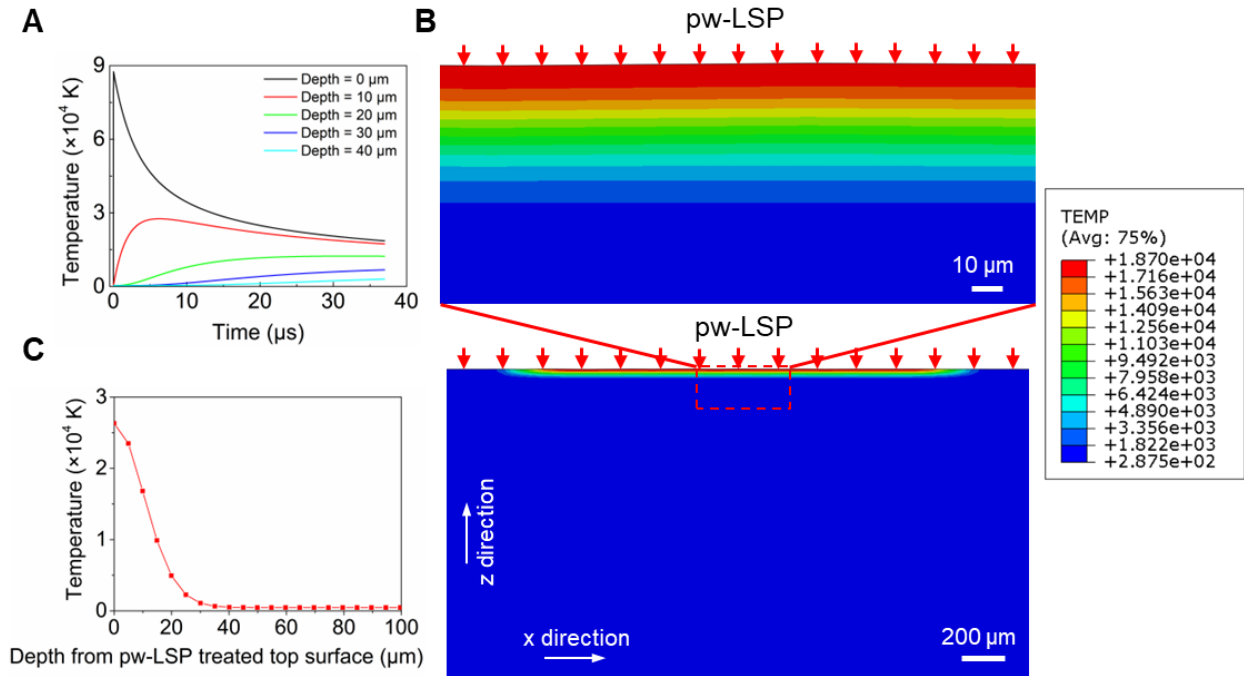 A
9
6
3
0
Temperature (×10⁴ K)
Depth = 0 µm
Depth = 10 µm
Depth = 20 µm
Depth = 30 µm
Depth = 40 µm
0 10 20 30 40
Time (µs)
B
pw-LSP
10 µm
pw-LSP
z direction
x direction
200 µm
TEMP
(Avg: 75%)
+1.870e+04
+1.716e+04
+1.563e+04
+1.409e+04
+1.256e+04
+1.103e+04
+9.492e+03
+7.958e+03
+6.424e+03
+4.890e+03
+3.356e+03
+1.822e+03
+2.875e+02
C
3
2
1
0
Temperature (×10⁴ K)
0 20 40 60 80 100
Depth from pw-LSP treated top surface (µm)